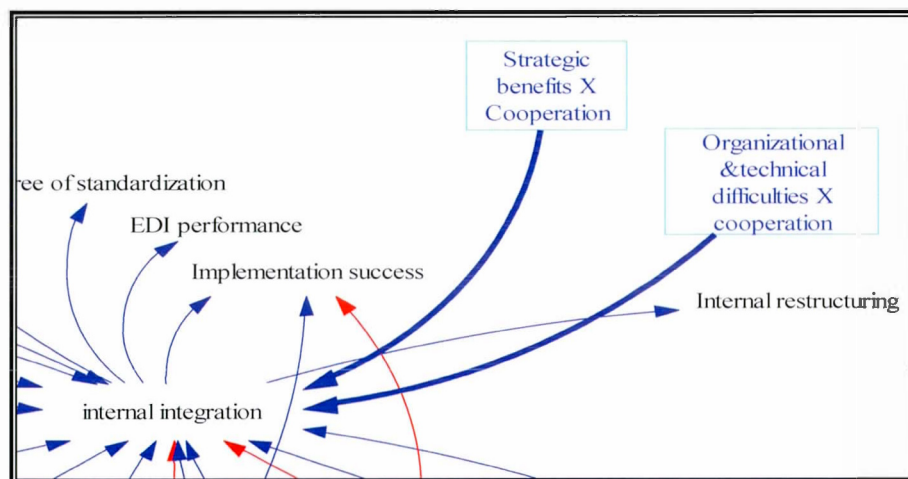 Strategic
benefits X
Cooperation
Organizational
&technical
difficulties X
cooperation
ree of standardization
EDI performance
Implementation success
Internal restructuring
internal integration